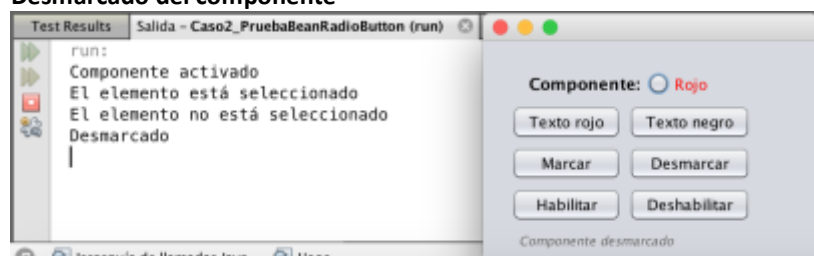 Desmarcado del componente
Test Results Salida - Caso2_PruebaBeanRadioButton (run)
run:
Componente activado
El elemento está seleccionado
El elemento no está seleccionado
Desmarcado
Componente: Rojo
Texto rojo Texto negro
Marcar Desmarcar
Habilitar Deshabilitar
Componente desmarcado